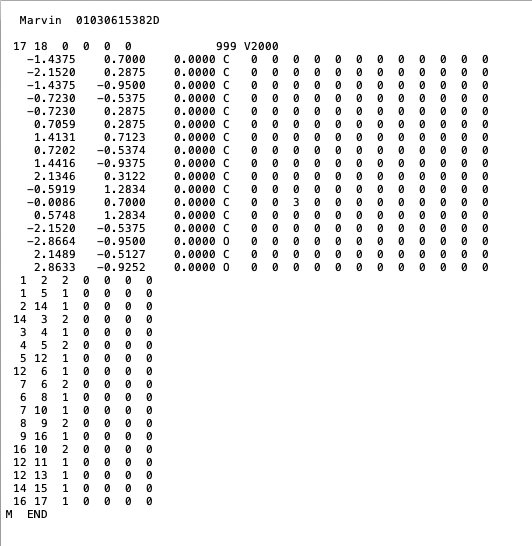 Marvin  01030615382D

 17 18  0  0  0  0            999 V2000
   -1.4375    0.7000    0.0000 C   0  0  0  0  0  0  0  0  0  0  0  0
   -2.1520    0.2875    0.0000 C   0  0  0  0  0  0  0  0  0  0  0  0
   -1.4375   -0.9500    0.0000 C   0  0  0  0  0  0  0  0  0  0  0  0
   -0.7230   -0.5375    0.0000 C   0  0  0  0  0  0  0  0  0  0  0  0
   -0.7230    0.2875    0.0000 C   0  0  0  0  0  0  0  0  0  0  0  0
    0.7059    0.2875    0.0000 C   0  0  0  0  0  0  0  0  0  0  0  0
    1.4131    0.7123    0.0000 C   0  0  0  0  0  0  0  0  0  0  0  0
    0.7202   -0.5374    0.0000 C   0  0  0  0  0  0  0  0  0  0  0  0
    1.4416   -0.9375    0.0000 C   0  0  0  0  0  0  0  0  0  0  0  0
    2.1346    0.3122    0.0000 C   0  0  0  0  0  0  0  0  0  0  0  0
   -0.5919    1.2834    0.0000 C   0  0  0  0  0  0  0  0  0  0  0  0
   -0.0086    0.7000    0.0000 C   0  0  3  0  0  0  0  0  0  0  0  0
    0.5748    1.2834    0.0000 C   0  0  0  0  0  0  0  0  0  0  0  0
   -2.1520   -0.5375    0.0000 C   0  0  0  0  0  0  0  0  0  0  0  0
   -2.8664   -0.9500    0.0000 O   0  0  0  0  0  0  0  0  0  0  0  0
    2.1489   -0.5127    0.0000 C   0  0  0  0  0  0  0  0  0  0  0  0
    2.8633   -0.9252    0.0000 O   0  0  0  0  0  0  0  0  0  0  0  0
  1  2  2  0  0  0  0
  1  5  1  0  0  0  0
  2 14  1  0  0  0  0
 14  3  2  0  0  0  0
  3  4  1  0  0  0  0
  4  5  2  0  0  0  0
  5 12  1  0  0  0  0
 12  6  1  0  0  0  0
  7  6  2  0  0  0  0
  6  8  1  0  0  0  0
  7 10  1  0  0  0  0
  8  9  2  0  0  0  0
  9 16  1  0  0  0  0
 16 10  2  0  0  0  0
 12 11  1  0  0  0  0
 12 13  1  0  0  0  0
 14 15  1  0  0  0  0
 16 17  1  0  0  0  0
M  END